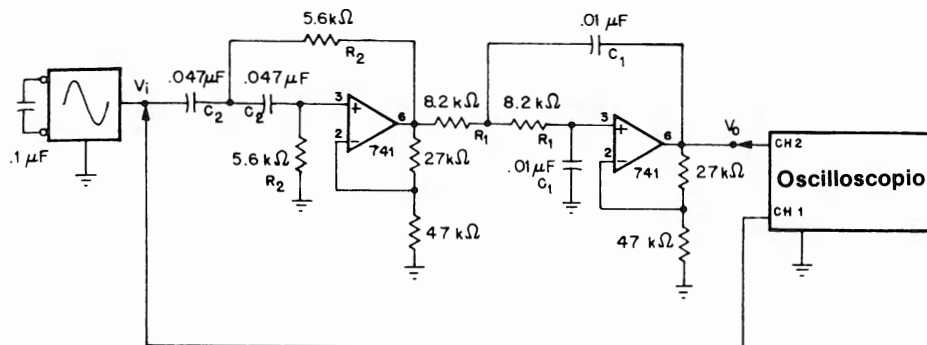 5.6kΩ
R2
.01 µF
C1
Vi
.047µF
.047µF
C2
C2
3
+
6
8.2 kΩ
8.2 kΩ
R1
R1
3
+
6
Vo
CH 2
2
−
741
27kΩ
2
−
741
27kΩ
Oscilloscopio
.1 µF
5.6kΩ
R2
.01µF
C1
CH 1
47 kΩ
47 kΩ